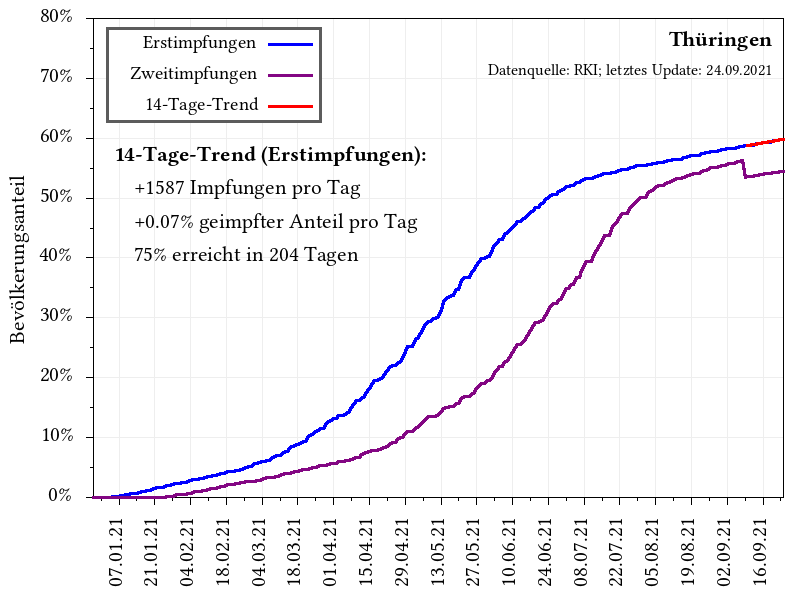 80%
70%
60%
50%
40%
30%
20%
10%
0%
Bevölkerungsanteil
Erstimpfungen
Zweitimpfungen
14-Tage-Trend
Thüringen
Datenquelle: RKI; letztes Update: 24.09.2021
14-Tage-Trend (Erstimpfungen):
+1587 Impfungen pro Tag
+0.07% geimpfter Anteil pro Tag
75% erreicht in 204 Tagen
07.01.21
21.01.21
04.02.21
18.02.21
04.03.21
18.03.21
01.04.21
15.04.21
29.04.21
13.05.21
27.05.21
10.06.21
24.06.21
08.07.21
22.07.21
05.08.21
19.08.21
02.09.21
16.09.21